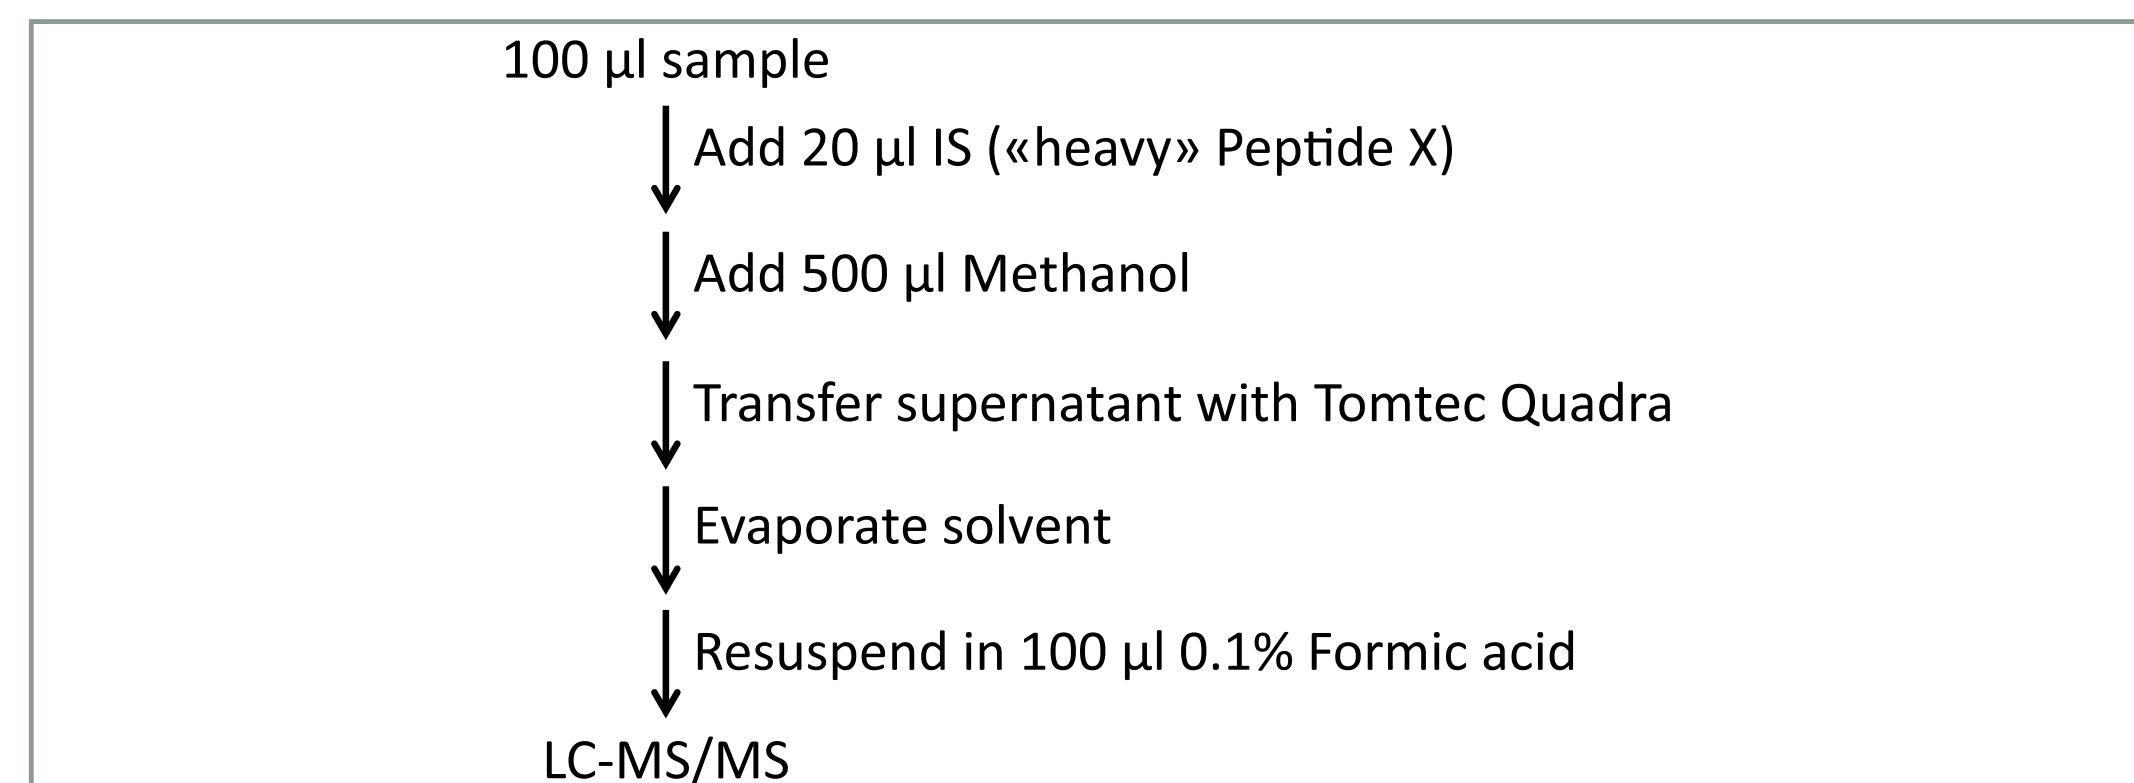 100 µl sample
Add 20 µl IS («heavy» Peptide X)
Add 500 µl Methanol
Transfer supernatant with Tomtec Quadra
Evaporate solvent
Resuspend in 100 µl 0.1% Formic acid
LC-MS/MS